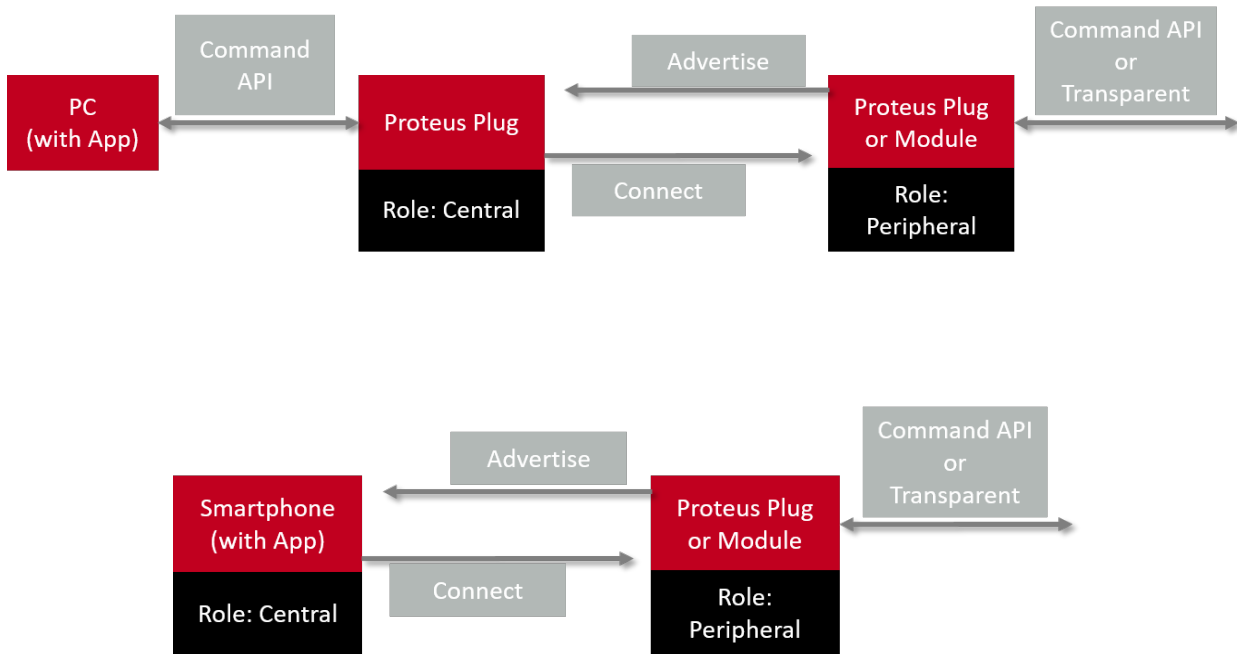 Command
API
PC
(with App)
Proteus Plug
Role: Central
Advertise
Connect
Proteus Plug
or Module
Role:
Peripheral
Command API
or
Transparent
Smartphone
(with App)
Role: Central
Advertise
Connect
Proteus Plug
or Module
Role:
Peripheral
Command API
or
Transparent